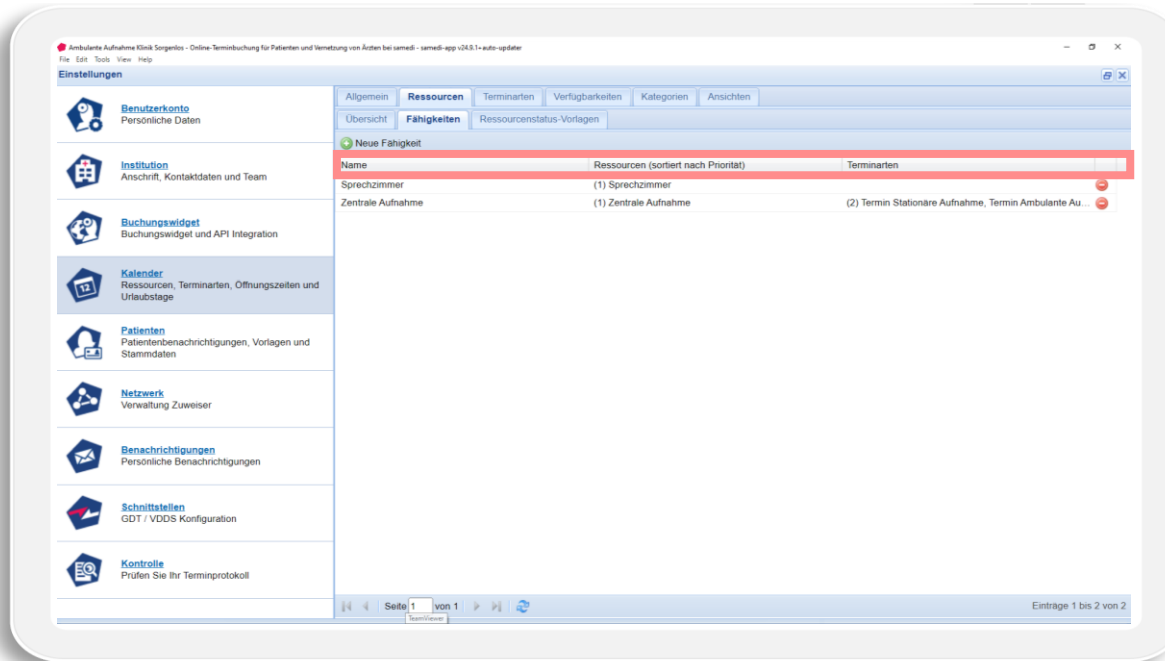 Ambulante Aufnahme Klinik Sorgenlos - Online-Terminbuchung für Patienten und Vernetzung von Ärzten bei samedi - samedi-app v24.9.1+auto-updater
File Edit Tools View Help
Einstellungen
Benutzerkonto
Persönliche Daten
Institution
Anschrift, Kontaktdaten und Team
Buchungswidget
Buchungswidget und API Integration
Kalender
Ressourcen, Terminarten, Öffnungszeiten und
Urlaubstage
Patienten
Patientenbenachrichtigungen, Vorlagen und
Stammdaten
Netzwerk
Verwaltung Zuweiser
Benachrichtigungen
Persönliche Benachrichtigungen
Schnittstellen
GDT / VDDS Konfiguration
Kontrolle
Prüfen Sie Ihr Terminprotokoll
Allgemein Ressourcen Terminarten Verfügbarkeiten Kategorien Ansichten
Übersicht Fähigkeiten Ressourcenstatus-Vorlagen
Neue Fähigkeit
Name Ressourcen (sortiert nach Priorität) Terminarten
Sprechzimmer (1) Sprechzimmer
Zentrale Aufnahme (1) Zentrale Aufnahme (2) Termin Stationäre Aufnahme, Termin Ambulante Au...
Seite 1 von 1 Einträge 1 bis 2 von 2
TeamViewer
12